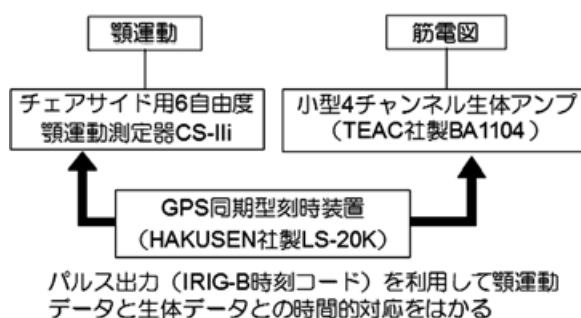 顎運動
筋電図
チェアサイド用6自由度
顎運動測定器CS-IIi
小型4チャンネル生体アンプ
（TEAC社製BA1104）
GPS同期型刻時装置
（HAKUSEN社製LS-20K）
パルス出力（IRIG-B時刻コード）を利用して顎運動
データと生体データとの時間的対応をはかる